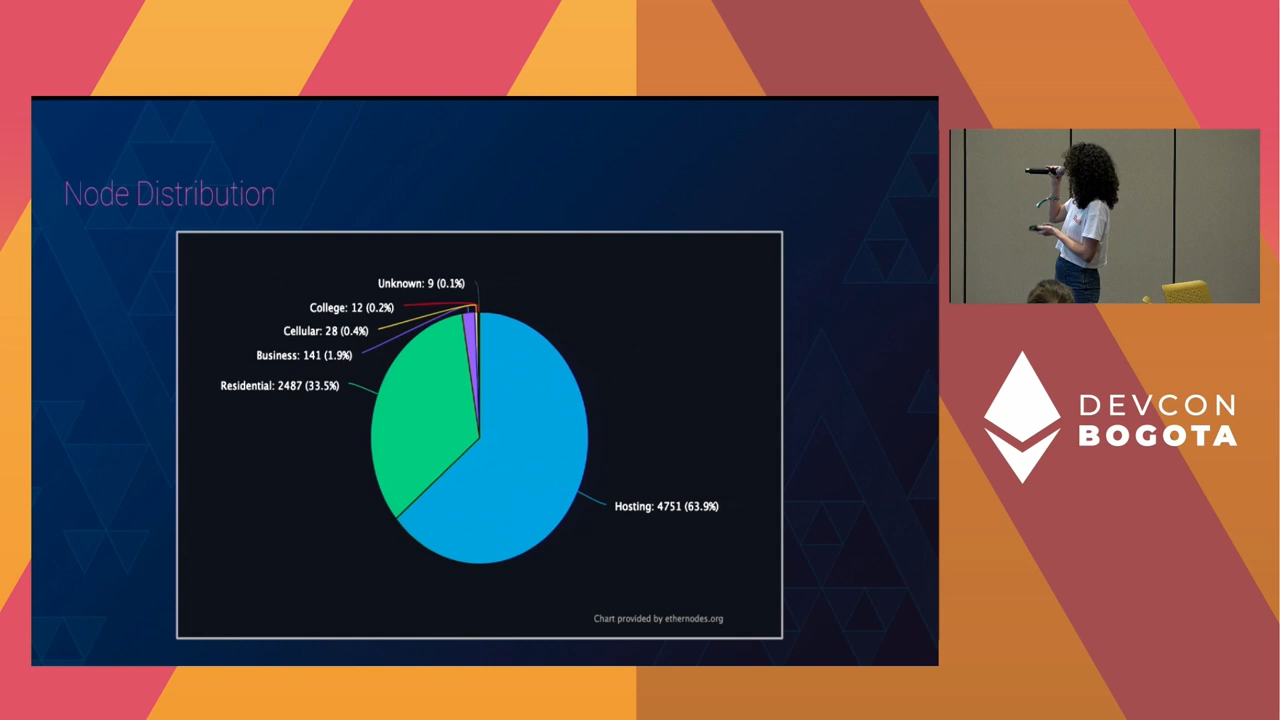 Node Distribution
Unknown: 9 (0.1%)
College: 12 (0.2%)
Cellular: 28 (0.4%)
Business: 141 (1.9%)
Residential: 2487 (33.5%)
Hosting: 4751 (63.9%)
Chart provided by ethernodes.org
DEVCON
BOGOTA